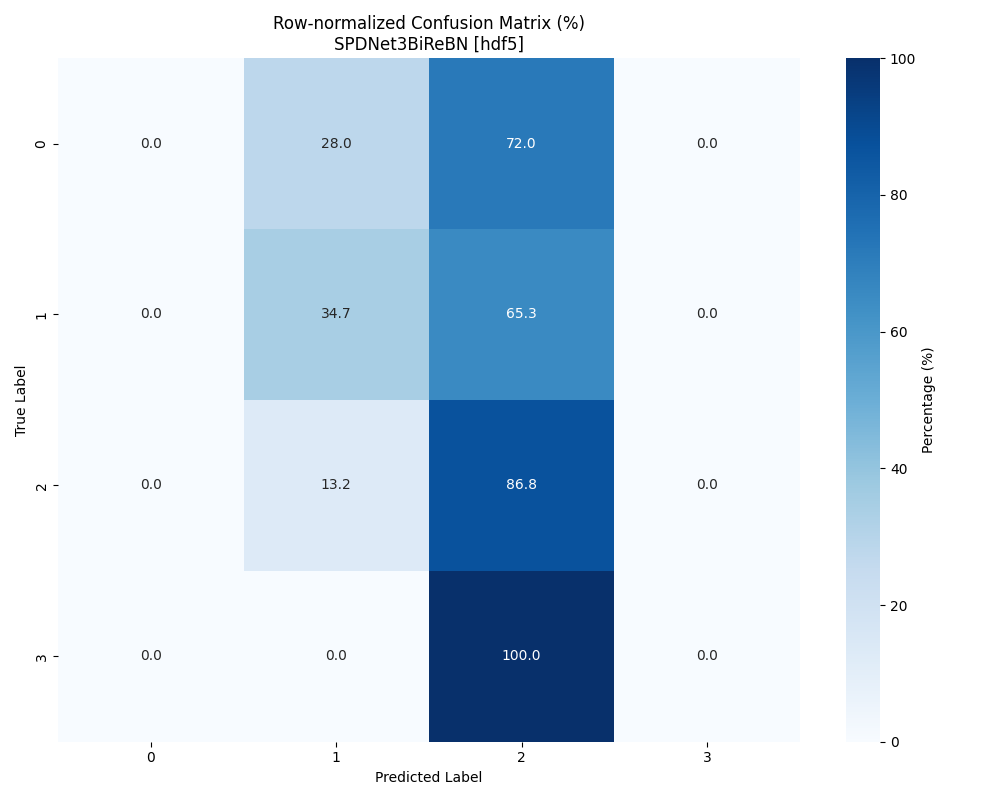 Row-normalized Confusion Matrix (%)
SPDNet3BiReBN [hdf5]
0.0 28.0 72.0 0.0
0.0 34.7 65.3 0.0
0.0 13.2 86.8 0.0
0.0 0.0 100.0 0.0
0
1
2
3
True Label
0 1 2 3
Predicted Label
100
80
60
40
20
0
Percentage (%)